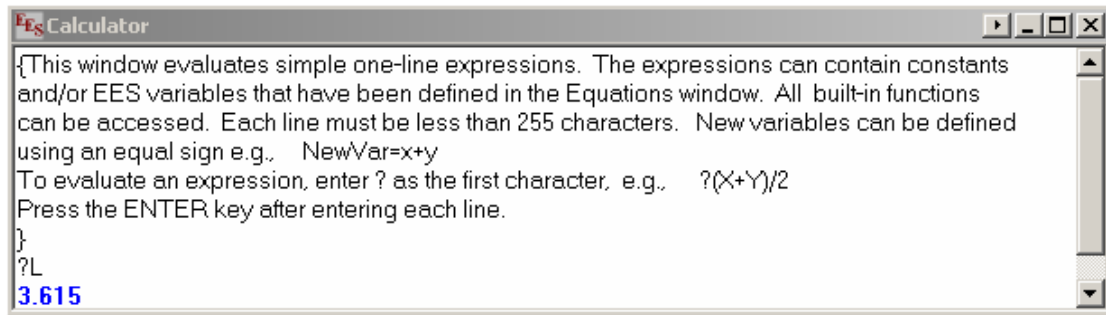 EES Calculator
{This window evaluates simple one-line expressions. The expressions can contain constants
and/or EES variables that have been defined in the Equations window. All built-in functions
can be accessed. Each line must be less than 255 characters. New variables can be defined
using an equal sign e.g., NewVar=x+y
To evaluate an expression, enter ? as the first character, e.g., ?(X+Y)/2
Press the ENTER key after entering each line.
}
?L
3.615